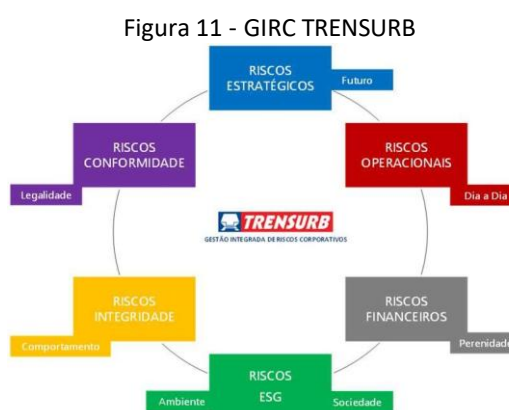 Figura 11 - GIRC TRENSURB
RISCOS
ESTRATÉGICOS
Futuro
RISCOS
CONFORMIDADE
Legalidade
RISCOS
OPERACIONAIS
Dia a Dia
TRENSURB
GESTÃO INTEGRADA DE RISCOS CORPORATIVOS
RISCOS
INTEGRIDADE
Comportamento
RISCOS
FINANCEIROS
Perenidade
RISCOS
ESG
Ambiente
Sociedade